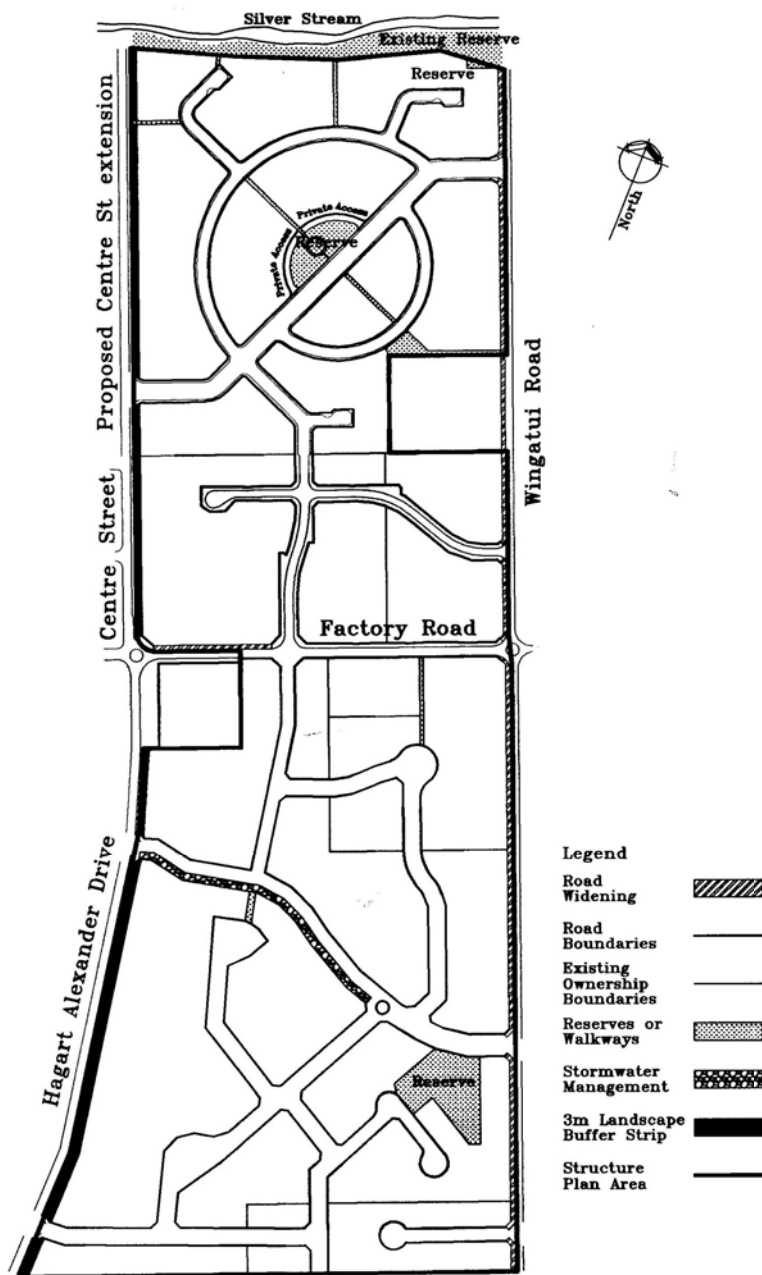 Silver Stream
Existing Reserve
Reserve
Proposed Centre St extension
North
Private Access
Reserve
Private Access
Wingatui Road
Centre Street
Factory Road
Hagart Alexander Drive
Reserve
Legend
Road
Widening
Road
Boundaries
Existing
Ownership
Boundaries
Reserves or
Walkways
Stormwater
Management
3m Landscape
Buffer Strip
Structure
Plan Area